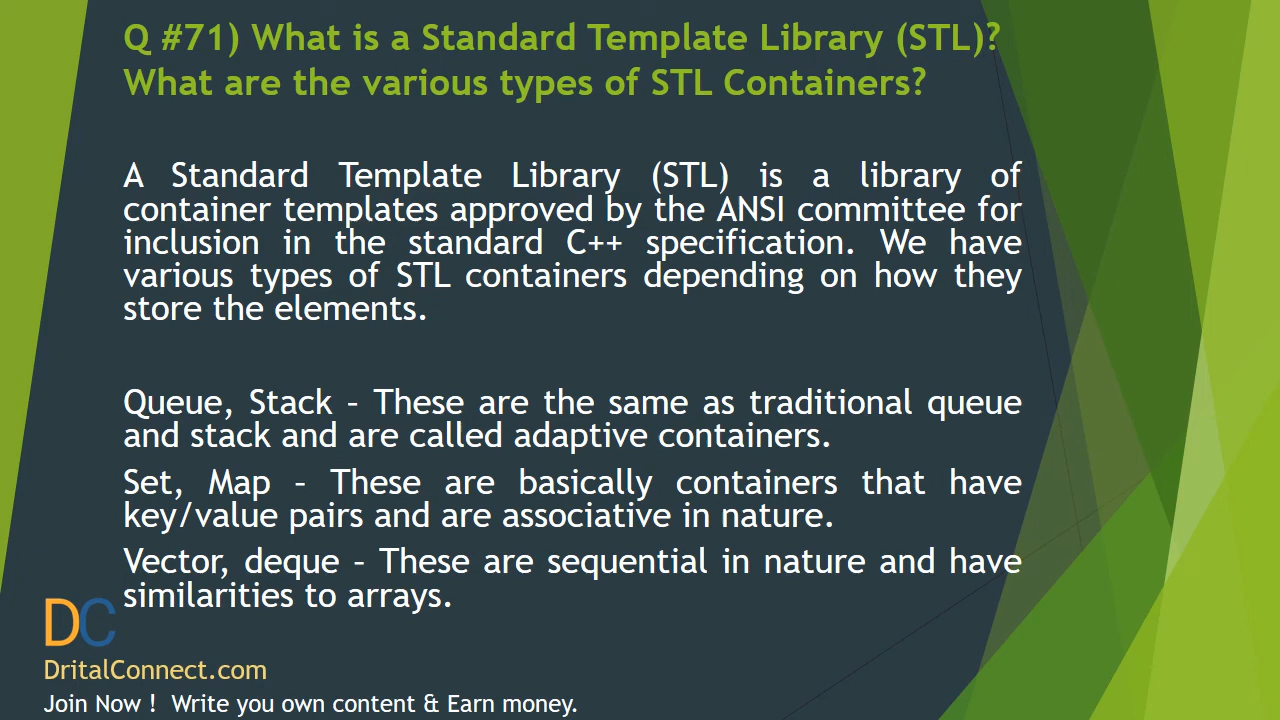 Q #71) What is a Standard Template Library (STL)?
What are the various types of STL Containers?
A Standard Template Library (STL) is a library of
container templates approved by the ANSI committee for
inclusion in the standard C++ specification. We have
various types of STL containers depending on how they
store the elements.
Queue, Stack – These are the same as traditional queue
and stack and are called adaptive containers.
Set, Map – These are basically containers that have
key/value pairs and are associative in nature.
Vector, deque – These are sequential in nature and have
similarities to arrays.
DC
DritalConnect.com
Join Now ! Write you own content & Earn money.